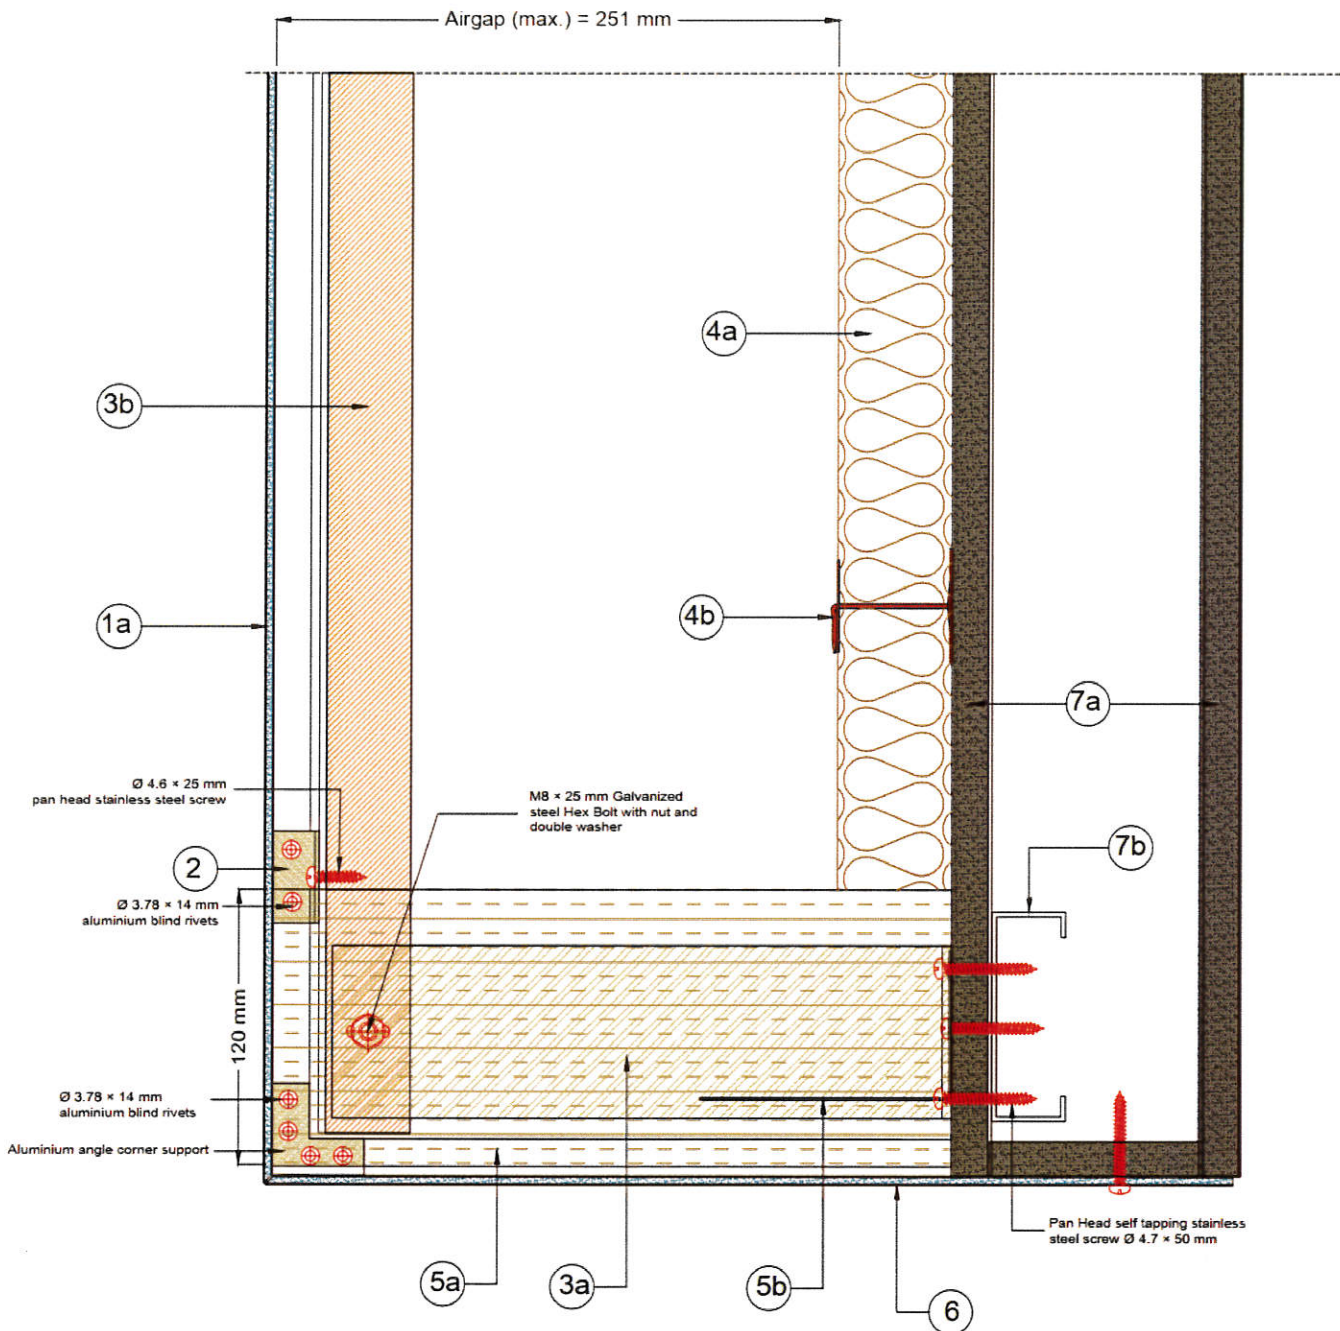 Airgap (max.) = 251 mm
4a
3b
4b
1a
7a
Ø 4.6 × 25 mm
pan head stainless steel screw
M8 × 25 mm Galvanized
steel Hex Bolt with nut and
double washer
7b
2
Ø 3.78 × 14 mm
aluminium blind rivets
120 mm
Ø 3.78 × 14 mm
aluminium blind rivets
Aluminium angle corner support
Pan Head self tapping stainless
steel screw Ø 4.7 × 50 mm
5a
3a
5b
6